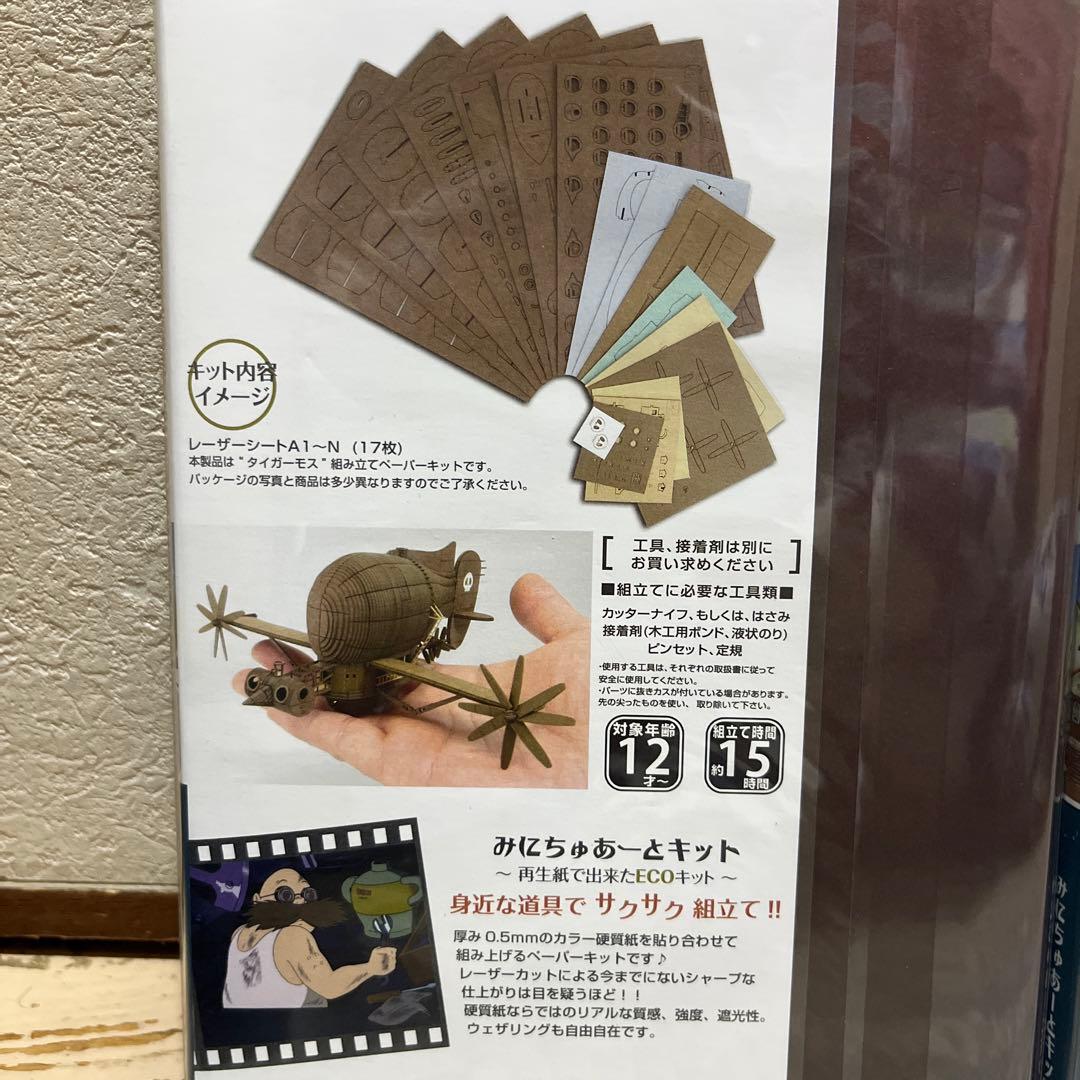 キット内容
イメージ
レーザーシートA1～N (17枚)
本製品は"タイガーモス"組み立てペーパーキットです。
パッケージの写真と商品は多少異なりますのでご了承ください。
工具、接着剤は別に
お買い求めください
■組立てに必要な工具類■
カッターナイフ、もしくは、はさみ
接着剤(木工用ボンド、液状のり)
ピンセット、定規
・使用する工具は、それぞれの取扱書に従って
安全に使用してください。
・パーツに抜きカスが付いている場合があります。
先の尖ったものを使い、取り除いて下さい。
対象年齢
12
才～
組立て時間
約15
時間
みにちゅあーとキット
～ 再生紙で出来たECOキット ～
身近な道具で サクサク 組立て!!
厚み 0.5mmのカラー硬質紙を貼り合わせて
組み上げるペーパーキットです♪
レーザーカットによる今までにないシャープな
仕上がりは目を疑うほど！！
硬質紙ならではのリアルな質感、強度、遮光性。
ウェザリングも自由自在です。
みにちゅあーとキッ